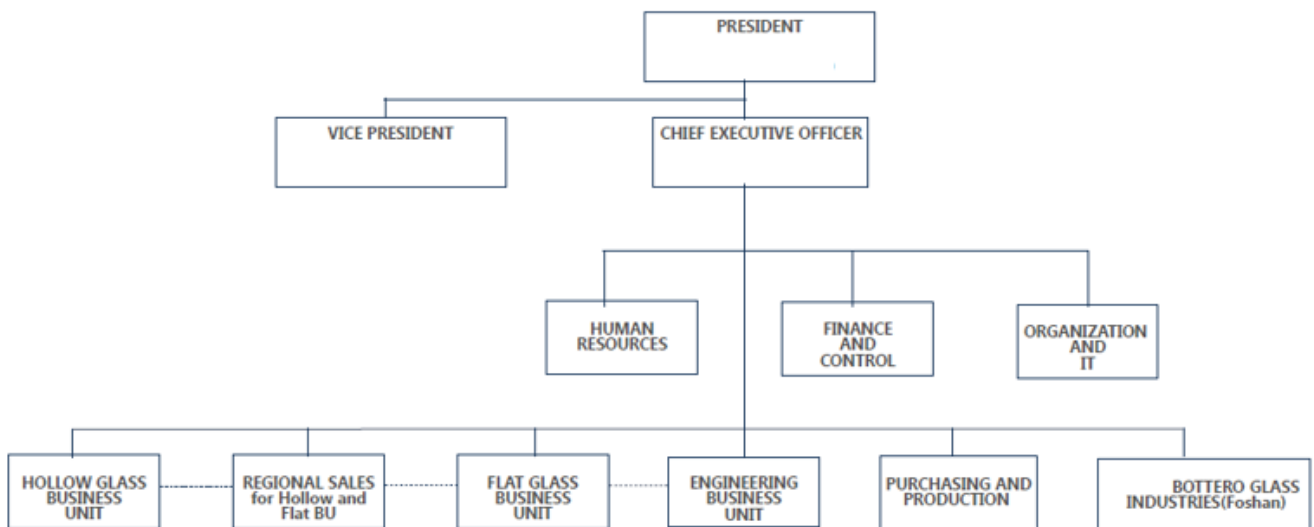 PRESIDENT
VICE PRESIDENT
CHIEF EXECUTIVE OFFICER
HUMAN
RESOURCES
FINANCE
AND
CONTROL
ORGANIZATION
AND
IT
HOLLOW GLASS
BUSINESS
UNIT
REGIONAL SALES
for Hollow and
Flat BU
FLAT GLASS
BUSINESS
UNIT
ENGINEERING
BUSINESS
UNIT
PURCHASING AND
PRODUCTION
BOTTERO GLASS
INDUSTRIES(Foshan)